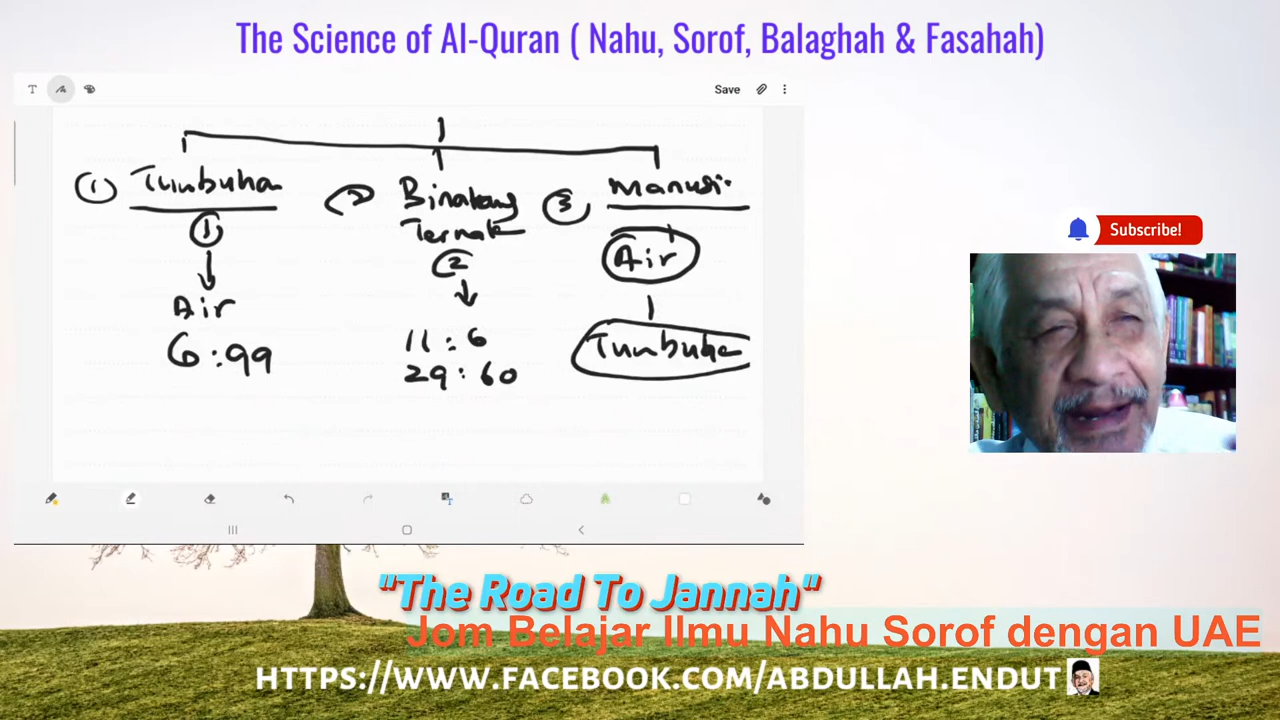 The Science of Al-Quran ( Nahu, Sorof, Balaghah & Fasahah)
T
Save
① Tumbuhan
①
Air
6:99
② Binatang
Ternak
②
11:6
29:60
③ Manusi
Air
Tumbuha
Subscribe!
"The Road To Jannah"
Jom Belajar Ilmu Nahu Sorof dengan UAE
HTTPS://WWW.FACEBOOK.COM/ABDULLAH.ENDUT